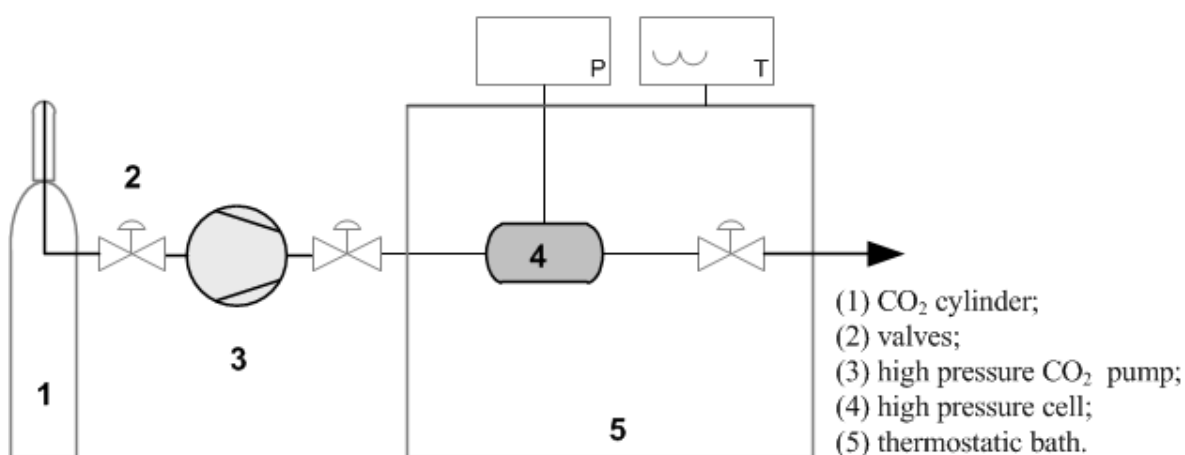 P
T
2
4
3
1
5
(1) CO₂ cylinder;
(2) valves;
(3) high pressure CO₂ pump;
(4) high pressure cell;
(5) thermostatic bath.